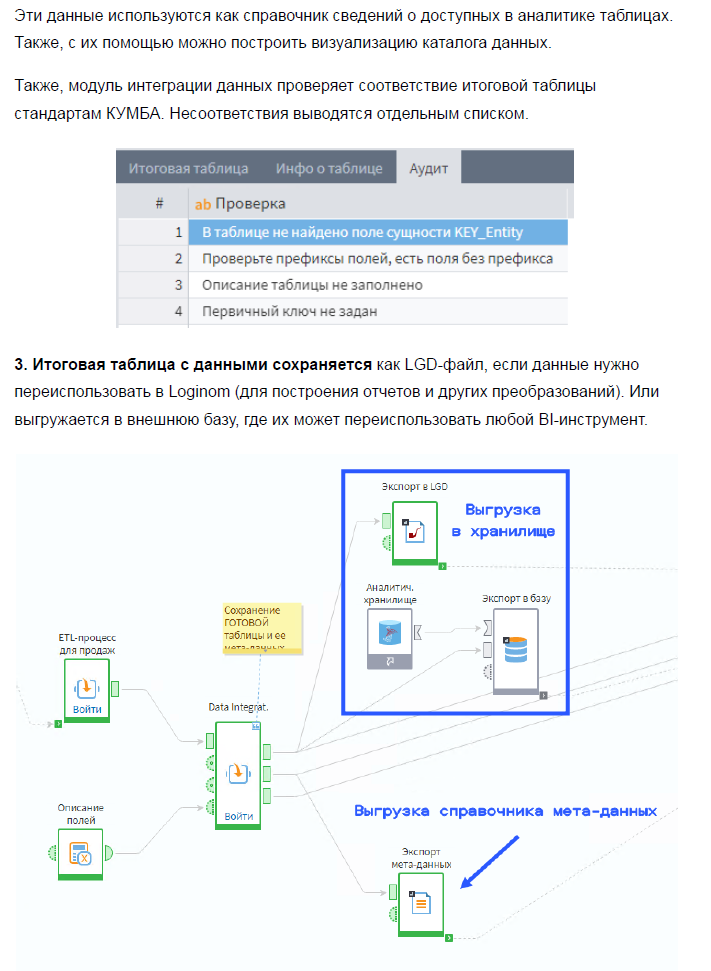 Эти данные используются как справочник сведений о доступных в аналитике таблицах.
Также, с их помощью можно построить визуализацию каталога данных.
Также, модуль интеграции данных проверяет соответствие итоговой таблицы
стандартам КУМБА. Несоответствия выводятся отдельным списком.
Итоговая таблица Инфо о таблице Аудит
# ab Проверка
1 В таблице не найдено поле сущности KEY_Entity
2 Проверьте префиксы полей, есть поля без префикса
3 Описание таблицы не заполнено
4 Первичный ключ не задан
3. Итоговая таблица с данными сохраняется как LGD-файл, если данные нужно
переиспользовать в Loginom (для построения отчетов и других преобразований). Или
выгружается в внешнюю базу, где их может переиспользовать любой BI-инструмент.
Экспорт в LGD
Выгрузка
в хранилище
Аналитич.
хранилище
Экспорт в базу
Сохранение
ГОТОВОЙ
таблицы и ее
мета-данных
ETL-процесс
для продаж
Войти
Data Integrat.
Войти
Описание
полей
Выгрузка справочника мета-данных
Экспорт
мета-данных